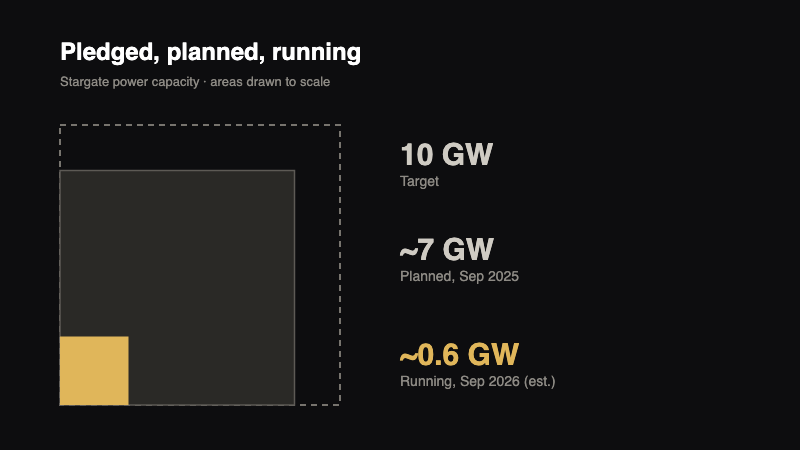 Pledged, planned, running
Stargate power capacity · areas drawn to scale
10 GW
Target
~7 GW
Planned, Sep 2025
~0.6 GW
Running, Sep 2026 (est.)